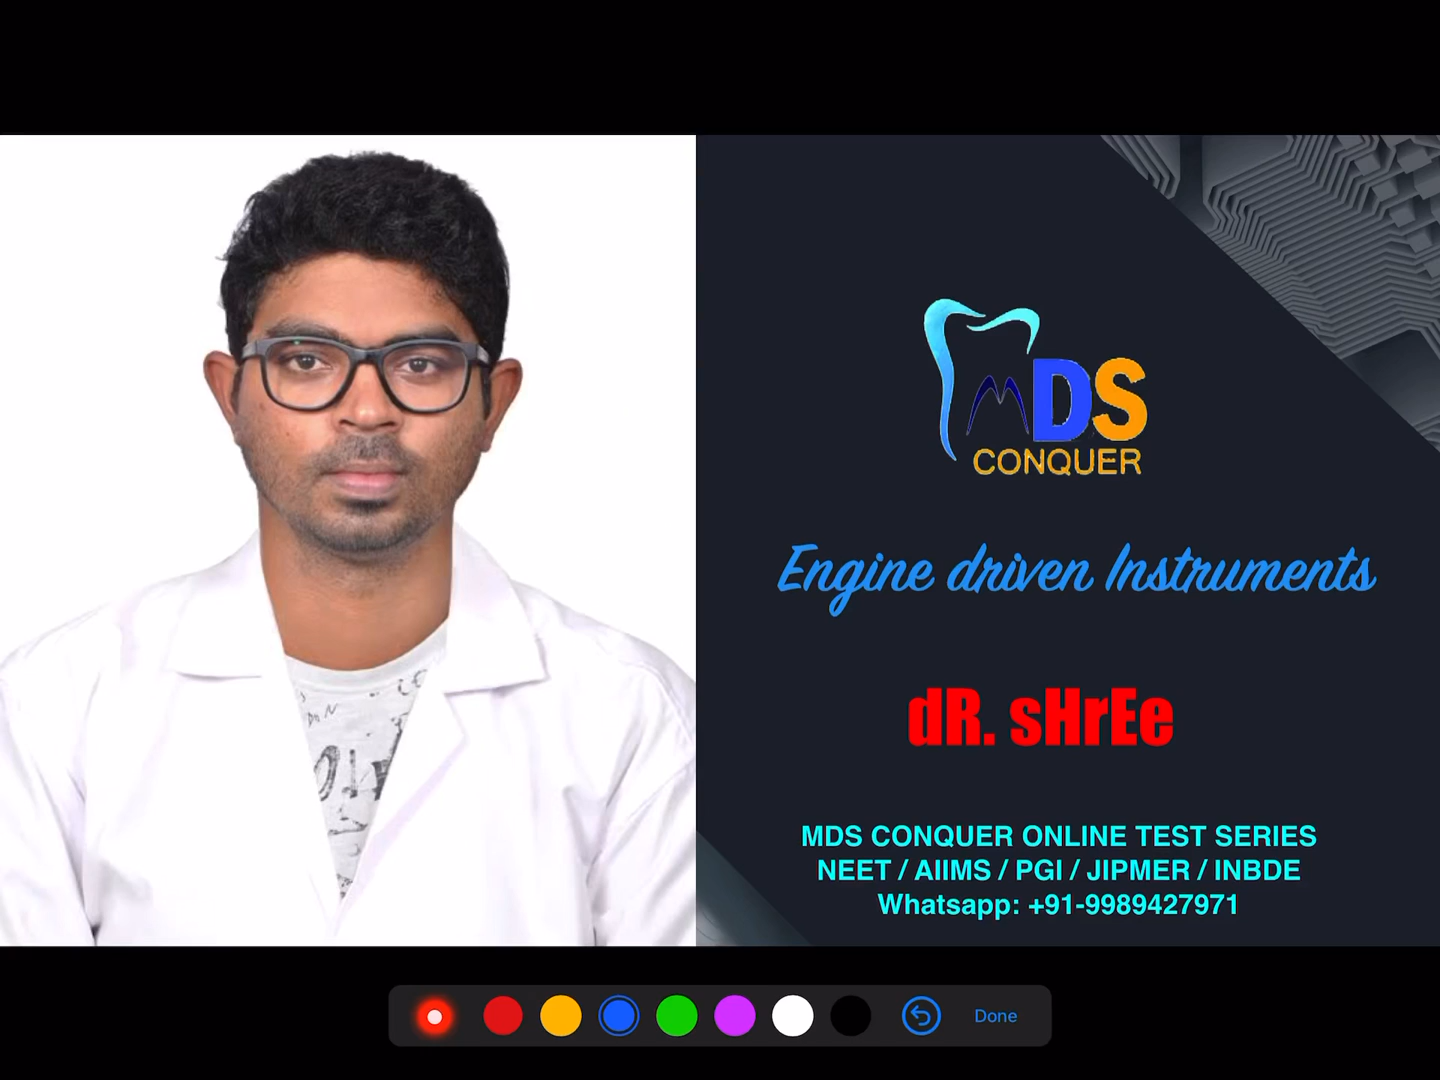 MDS
CONQUER
Engine driven Instruments
dR. sHrEe
MDS CONQUER ONLINE TEST SERIES
NEET / AIIMS / PGI / JIPMER / INBDE
Whatsapp: +91-9989427971
Done